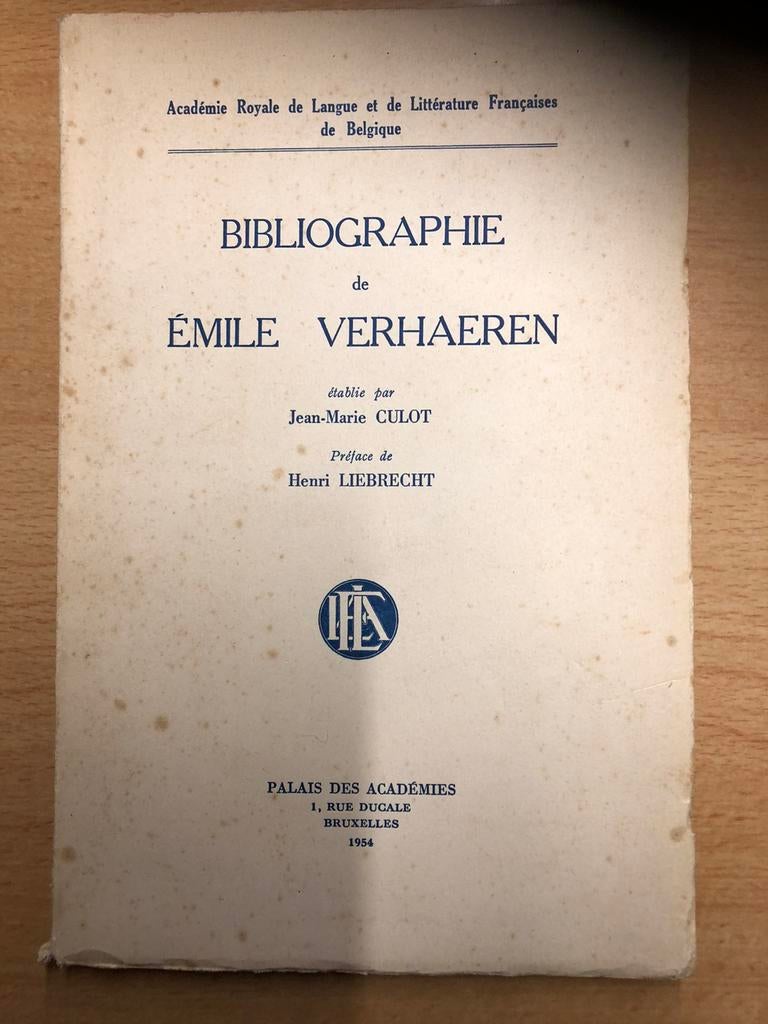 Académie Royale de Langue et de Littérature Françaises
de Belgique
BIBLIOGRAPHIE
de
ÉMILE VERHAEREN
établie par
Jean-Marie CULOT
Préface de
Henri LIEBRECHT
PALAIS DES ACADÉMIES
1, RUE DUCALE
BRUXELLES
1954